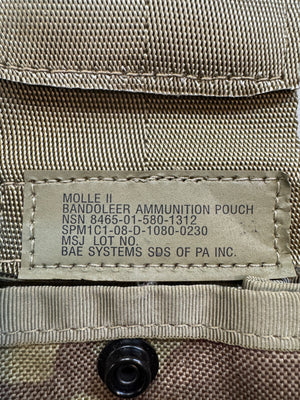 MOLLE II
BANDOLEER AMMUNITION POUCH
NSN 8465-01-580-1312
SPM1C1-08-D-1080-0230
MSJ LOT NO.
BAE SYSTEMS SDS OF PA INC.